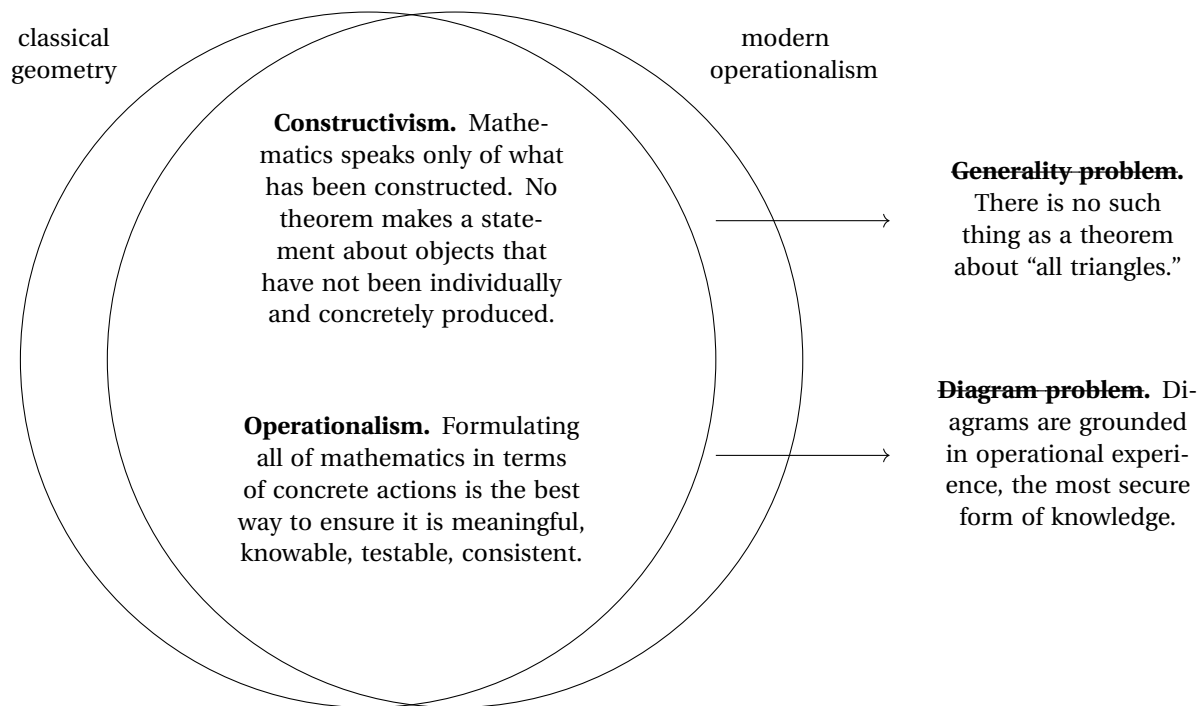 classical
geometry
modern
operationalism
Constructivism. Mathe-
matics speaks only of what
has been constructed. No
theorem makes a state-
ment about objects that
have not been individually
and concretely produced.
Operationalism. Formulating
all of mathematics in terms
of concrete actions is the best
way to ensure it is meaningful,
knowable, testable, consistent.
Generality problem.
There is no such
thing as a theorem
about “all triangles.”
Diagram problem. Di-
agrams are grounded
in operational experi-
ence, the most secure
form of knowledge.